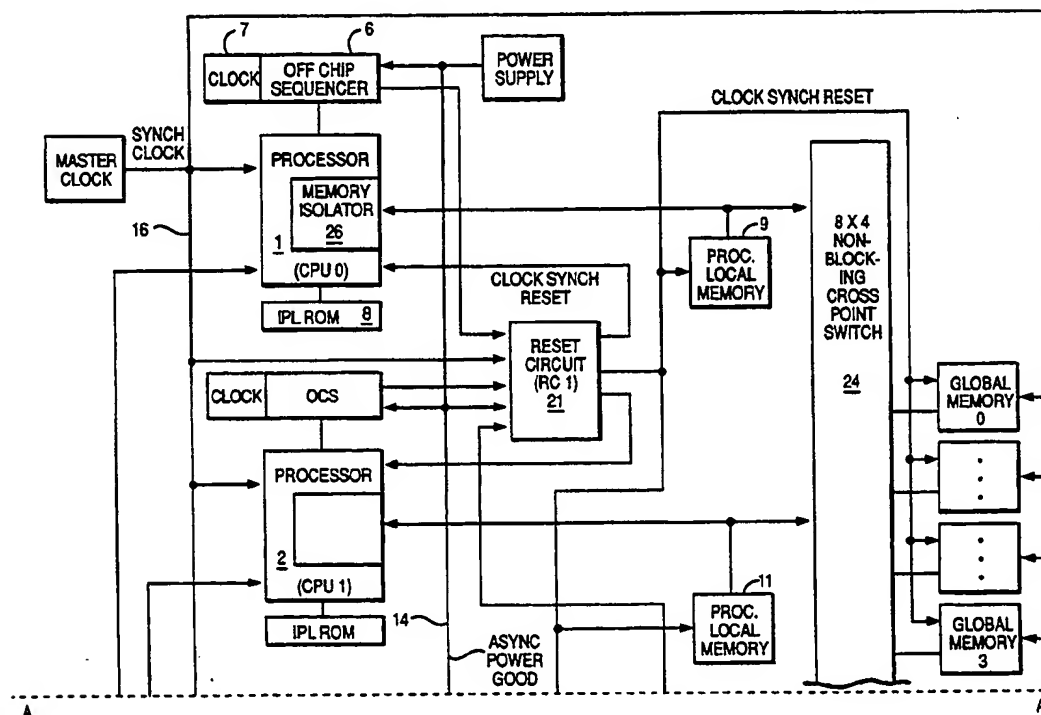 7
6
CLOCK
OFF CHIP
SEQUENCER
POWER
SUPPLY
CLOCK SYNCH RESET
MASTER
CLOCK
SYNCH
CLOCK
16
PROCESSOR
MEMORY
ISOLATOR
26
1
(CPU 0)
IPL ROM 8
9
PROC.
LOCAL
MEMORY
8 X 4
NON-
BLOCK-
ING
CROSS
POINT
SWITCH
24
CLOCK SYNCH
RESET
RESET
CIRCUIT
(RC 1)
21
GLOBAL
MEMORY
0
CLOCK
OCS
PROCESSOR
2
(CPU 1)
IPL ROM
14
ASYNC
POWER
GOOD
11
PROC.
LOCAL
MEMORY
GLOBAL
MEMORY
3